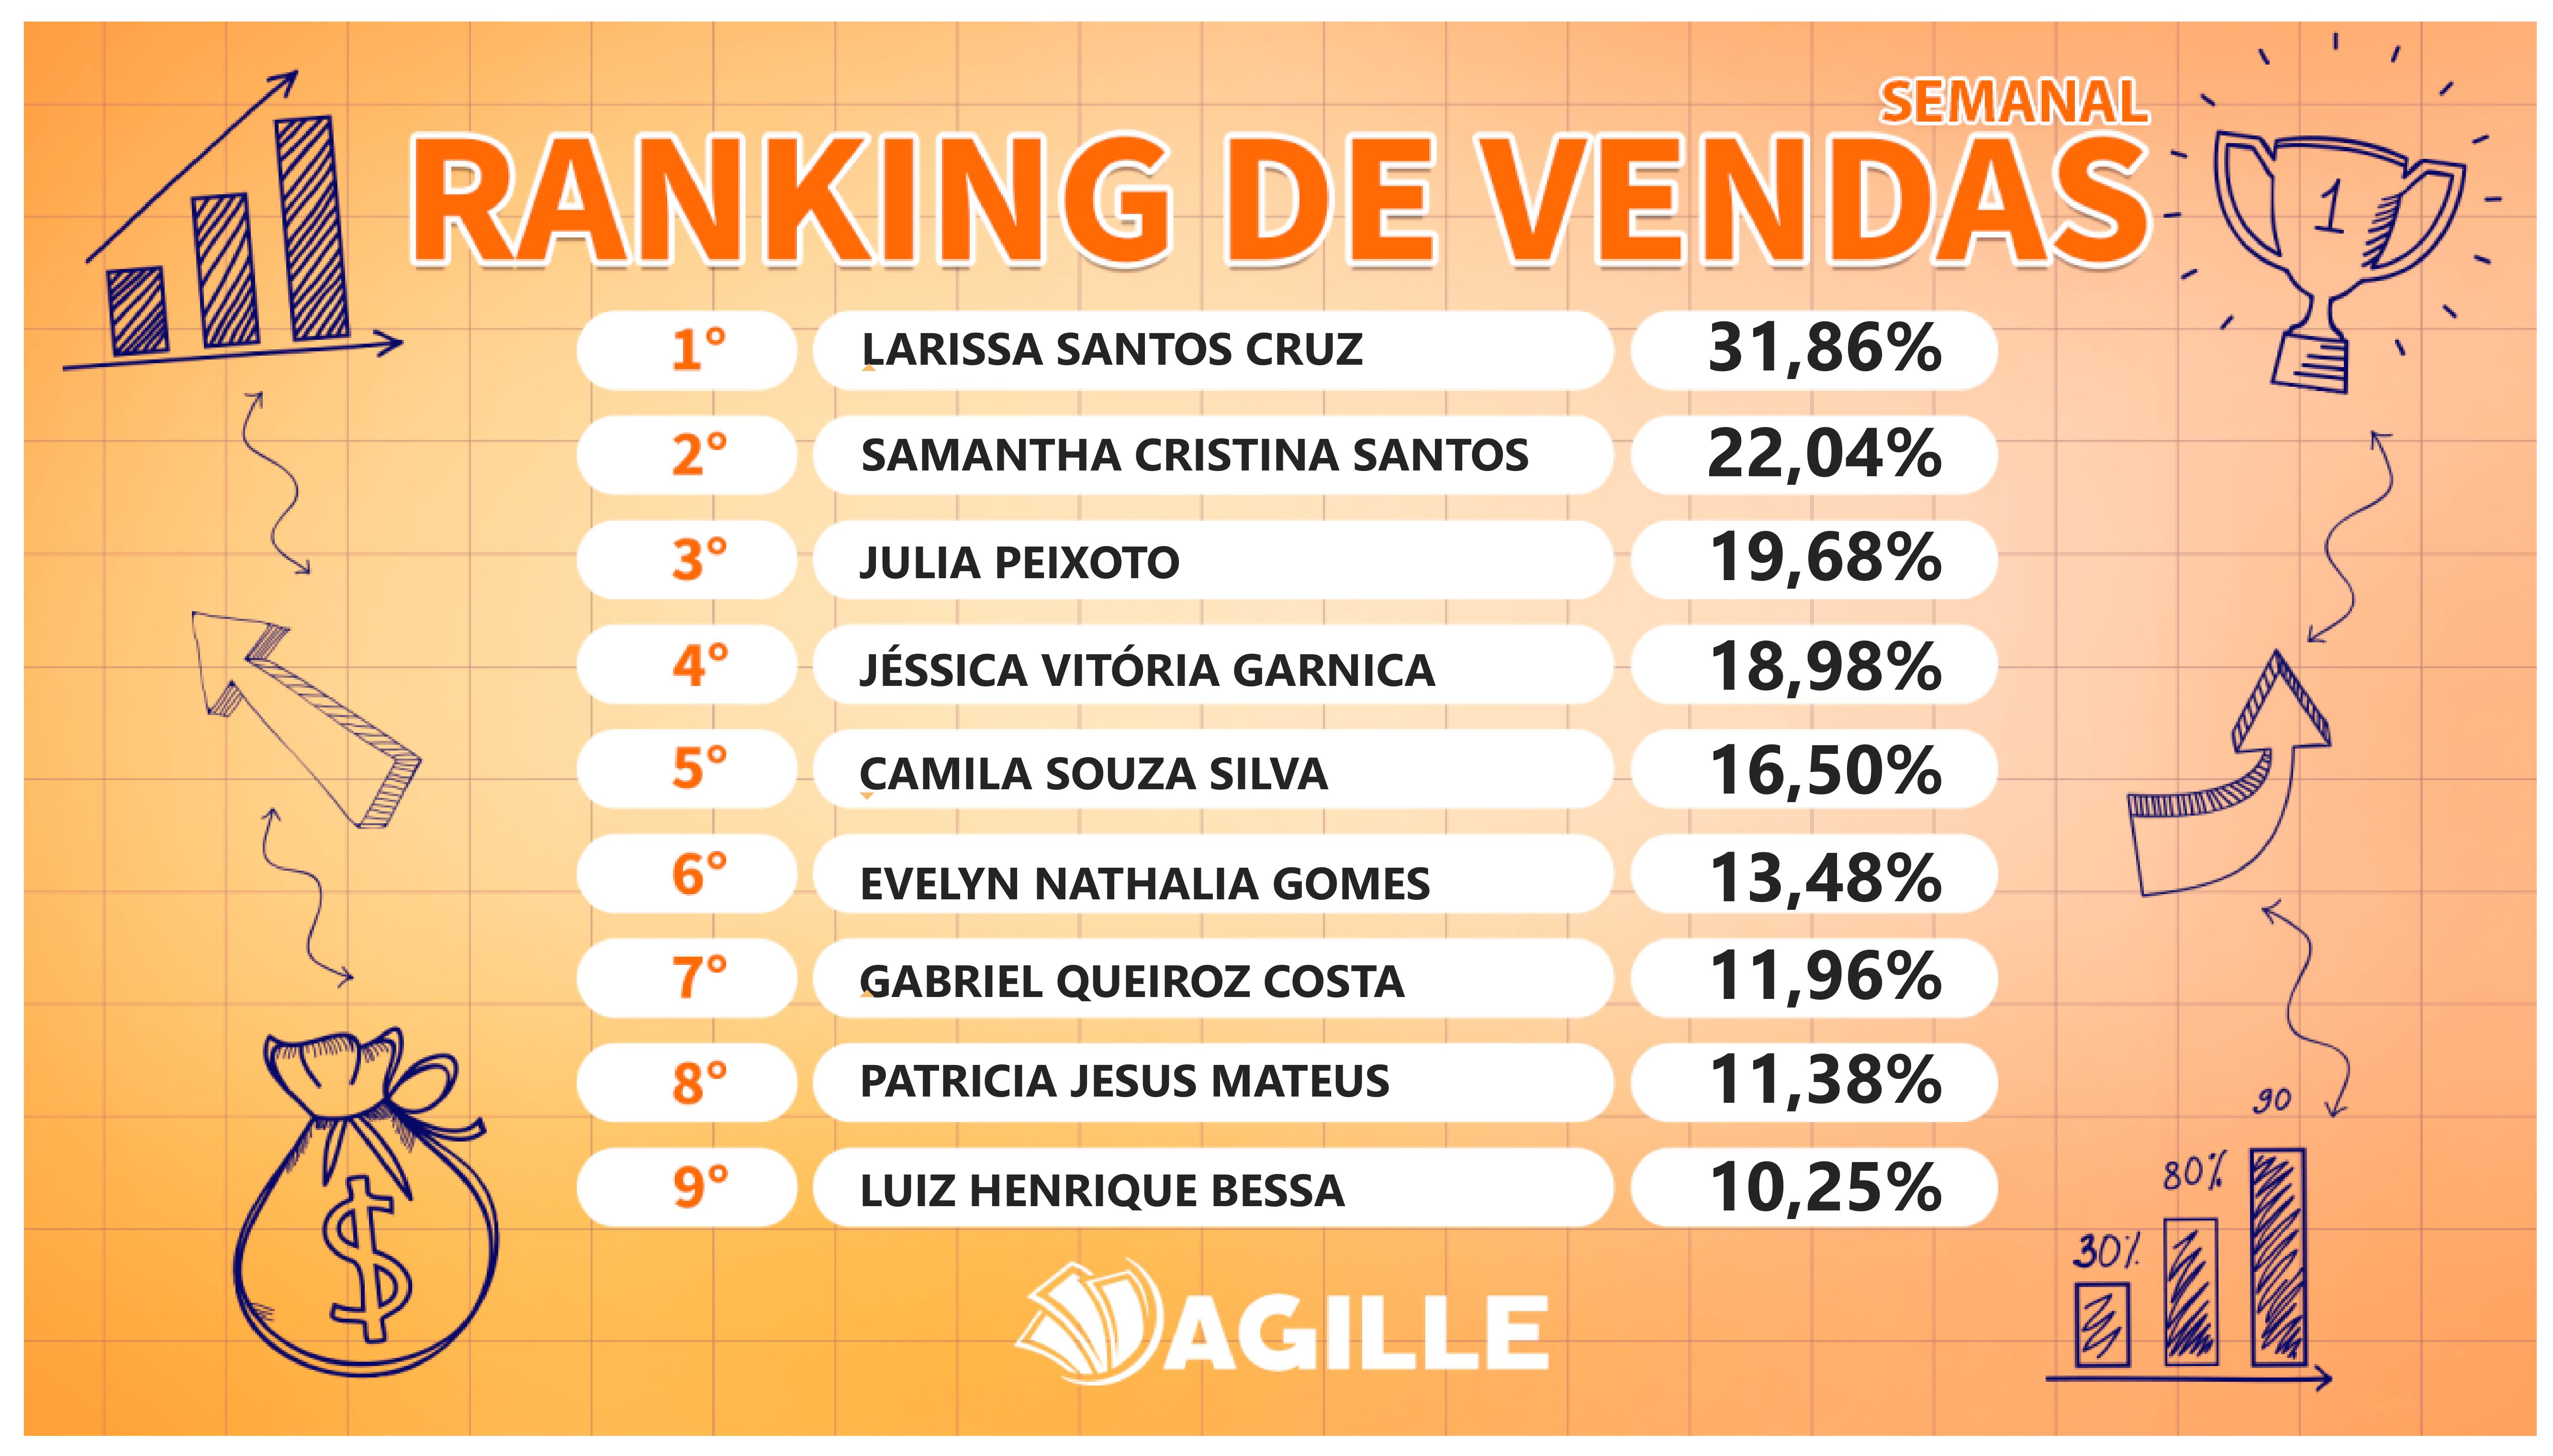 SEMANAL
RANKING DE VENDAS
1
1° LARISSA SANTOS CRUZ 31,86%
2° SAMANTHA CRISTINA SANTOS 22,04%
3° JULIA PEIXOTO 19,68%
4° JÉSSICA VITÓRIA GARNICA 18,98%
5° CAMILA SOUZA SILVA 16,50%
6° EVELYN NATHALIA GOMES 13,48%
7° GABRIEL QUEIROZ COSTA 11,96%
8° PATRICIA JESUS MATEUS 11,38%
9° LUIZ HENRIQUE BESSA 10,25%
90
80%
30%
$
AGILLE